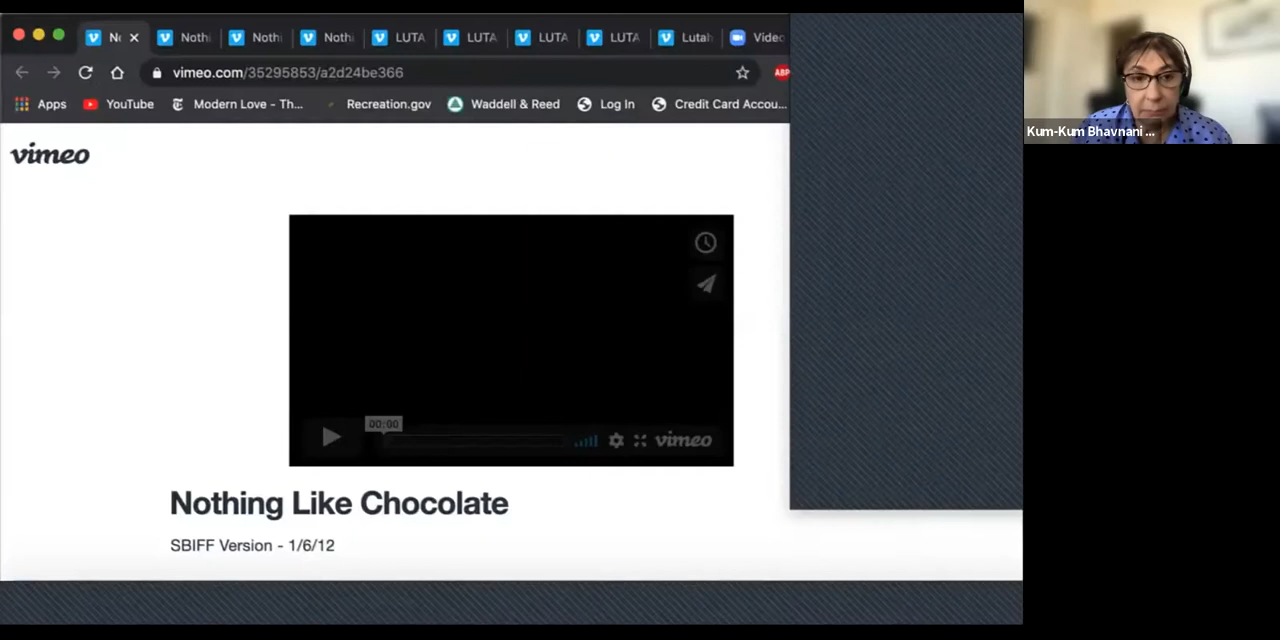 Nc
Nothi
Nothi
Nothi
LUTA
LUTA
LUTA
LUTA
Lutah
Video
vimeo.com/35295853/a2d24be366
ABP
Apps
YouTube
Modern Love - Th...
Recreation.gov
Waddell & Reed
Log In
Credit Card Accou...
vimeo
00:00
vimeo
Nothing Like Chocolate
SBIFF Version - 1/6/12
Kum-Kum Bhavnani ...